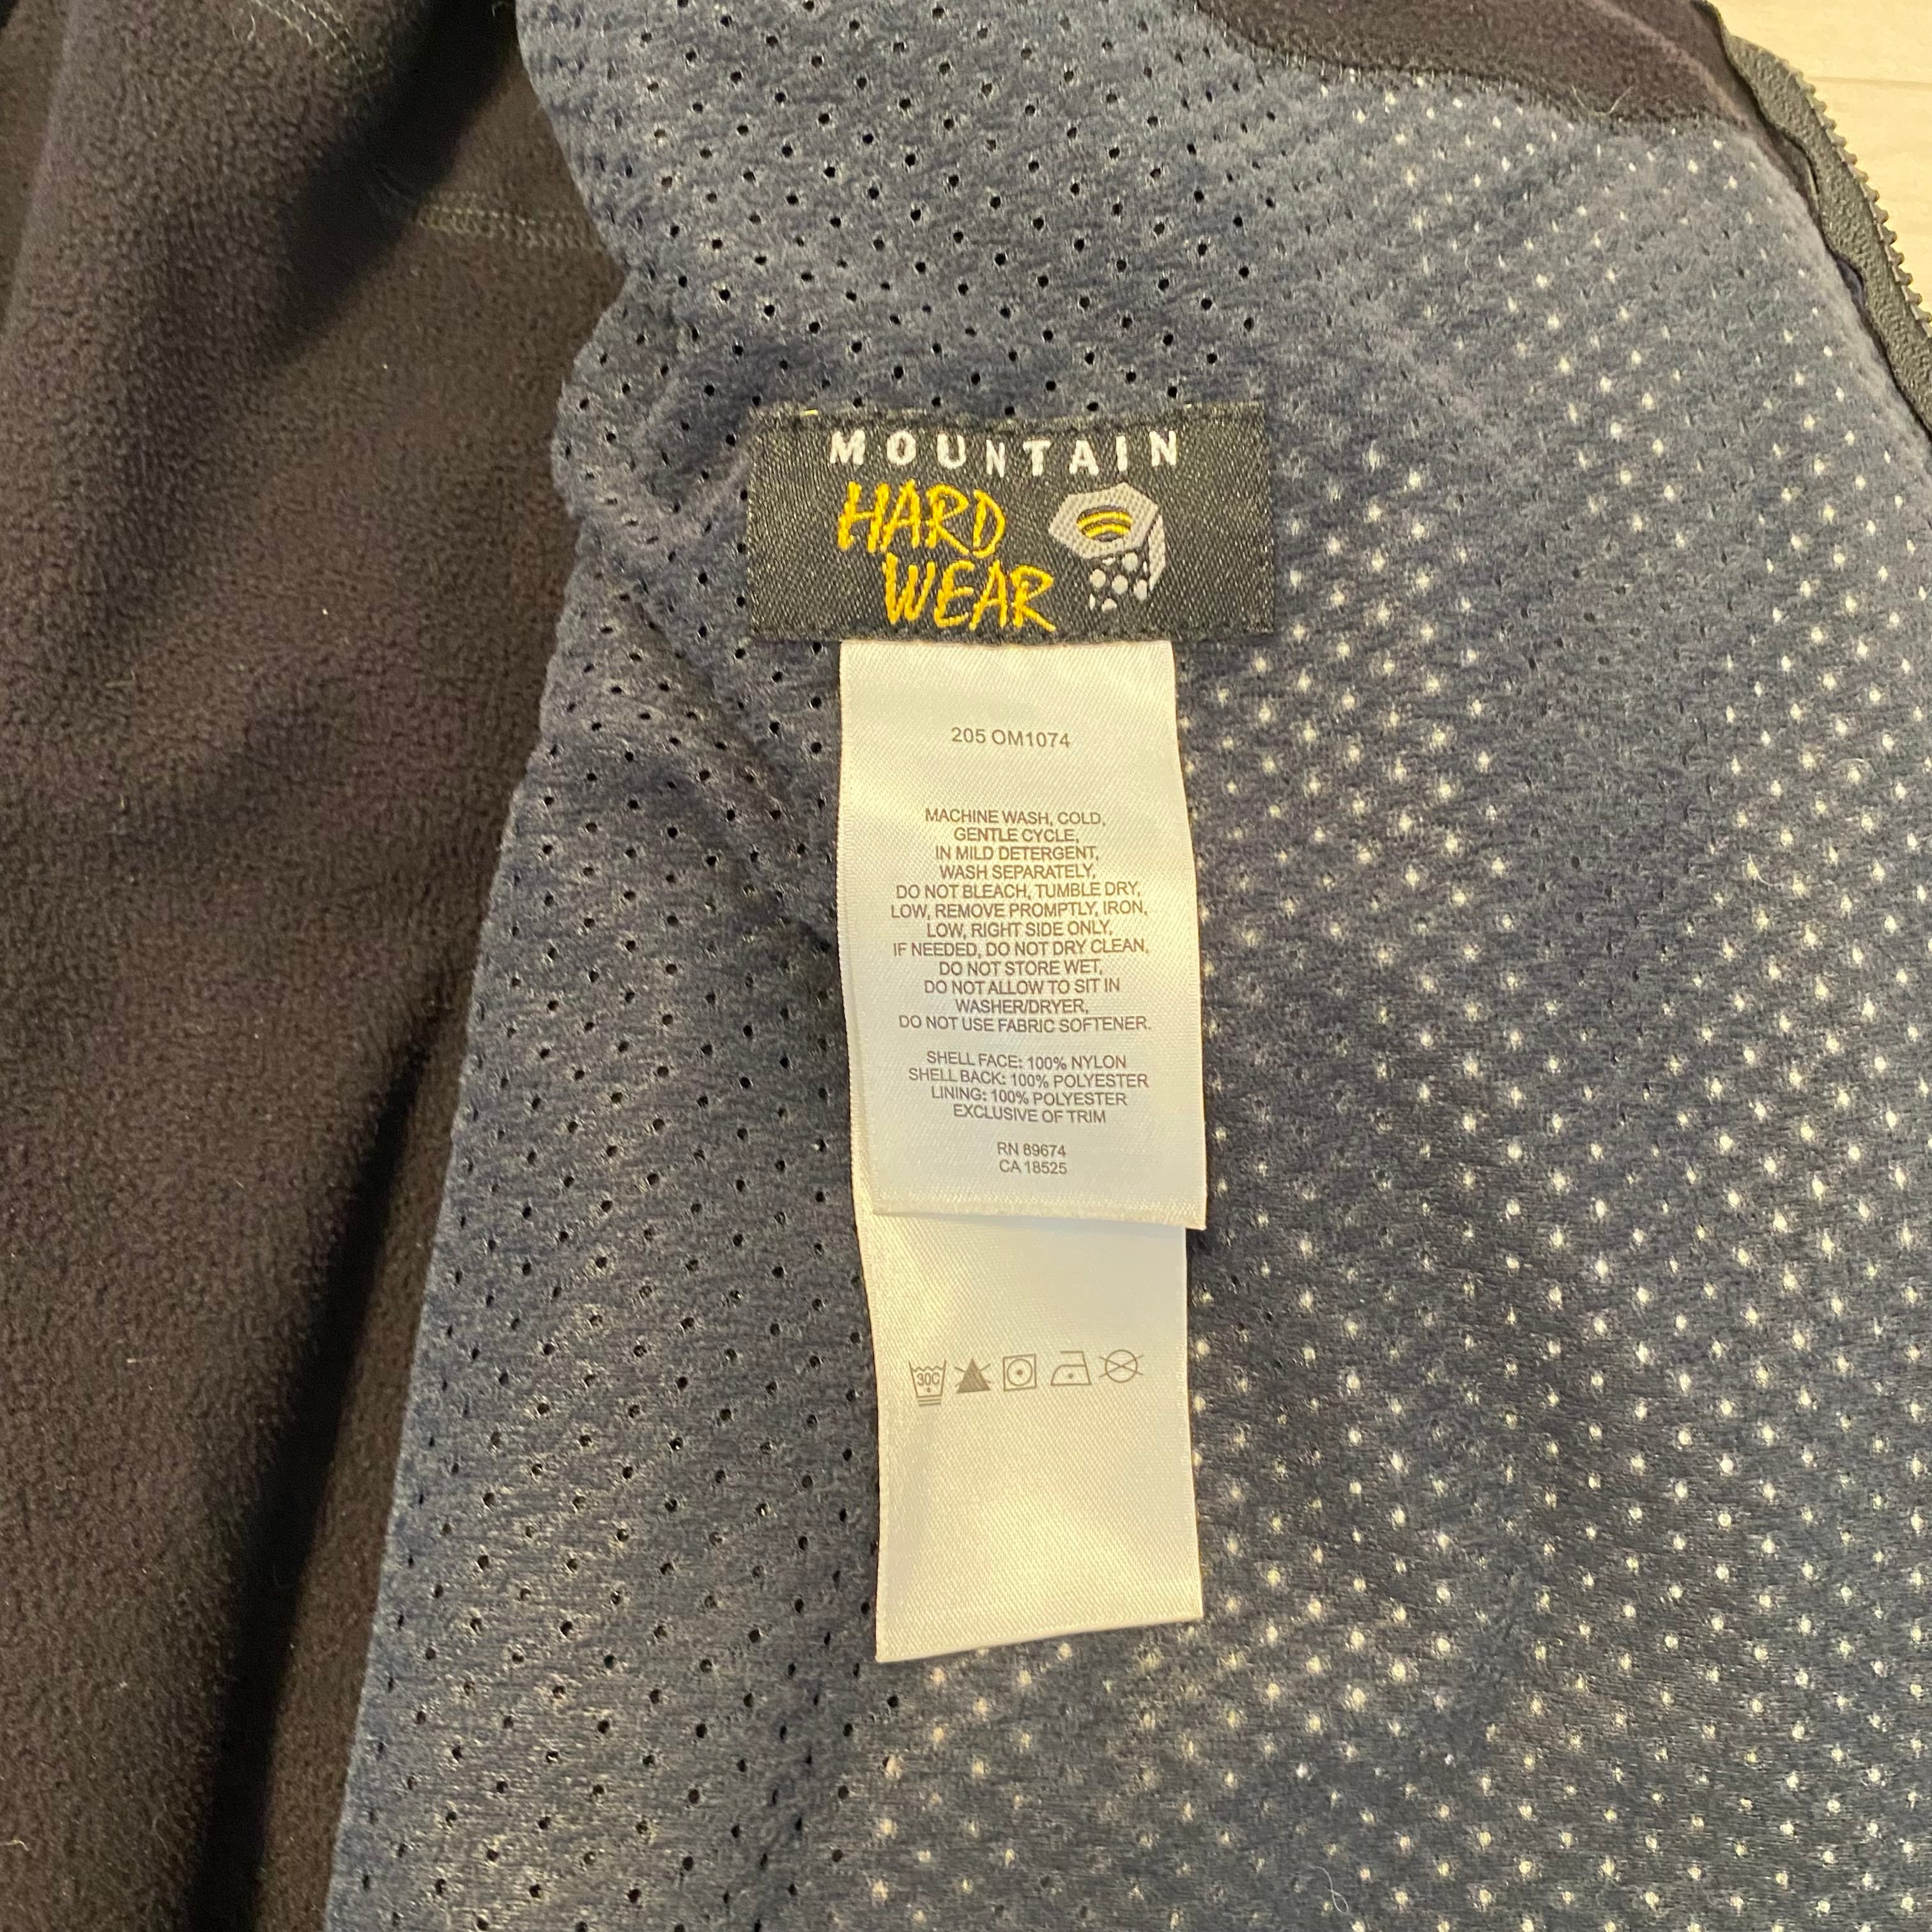 MOUNTAIN
HARD
WEAR
205 OM1074
MACHINE WASH, COLD,
GENTLE CYCLE,
IN MILD DETERGENT,
WASH SEPARATELY,
DO NOT BLEACH, TUMBLE DRY,
LOW, REMOVE PROMPTLY, IRON,
LOW, RIGHT SIDE ONLY,
IF NEEDED, DO NOT DRY CLEAN,
DO NOT STORE WET,
DO NOT ALLOW TO SIT IN
WASHER/DRYER,
DO NOT USE FABRIC SOFTENER.
SHELL FACE: 100% NYLON
SHELL BACK: 100% POLYESTER
LINING: 100% POLYESTER
EXCLUSIVE OF TRIM
RN 89674
CA 18525
30C